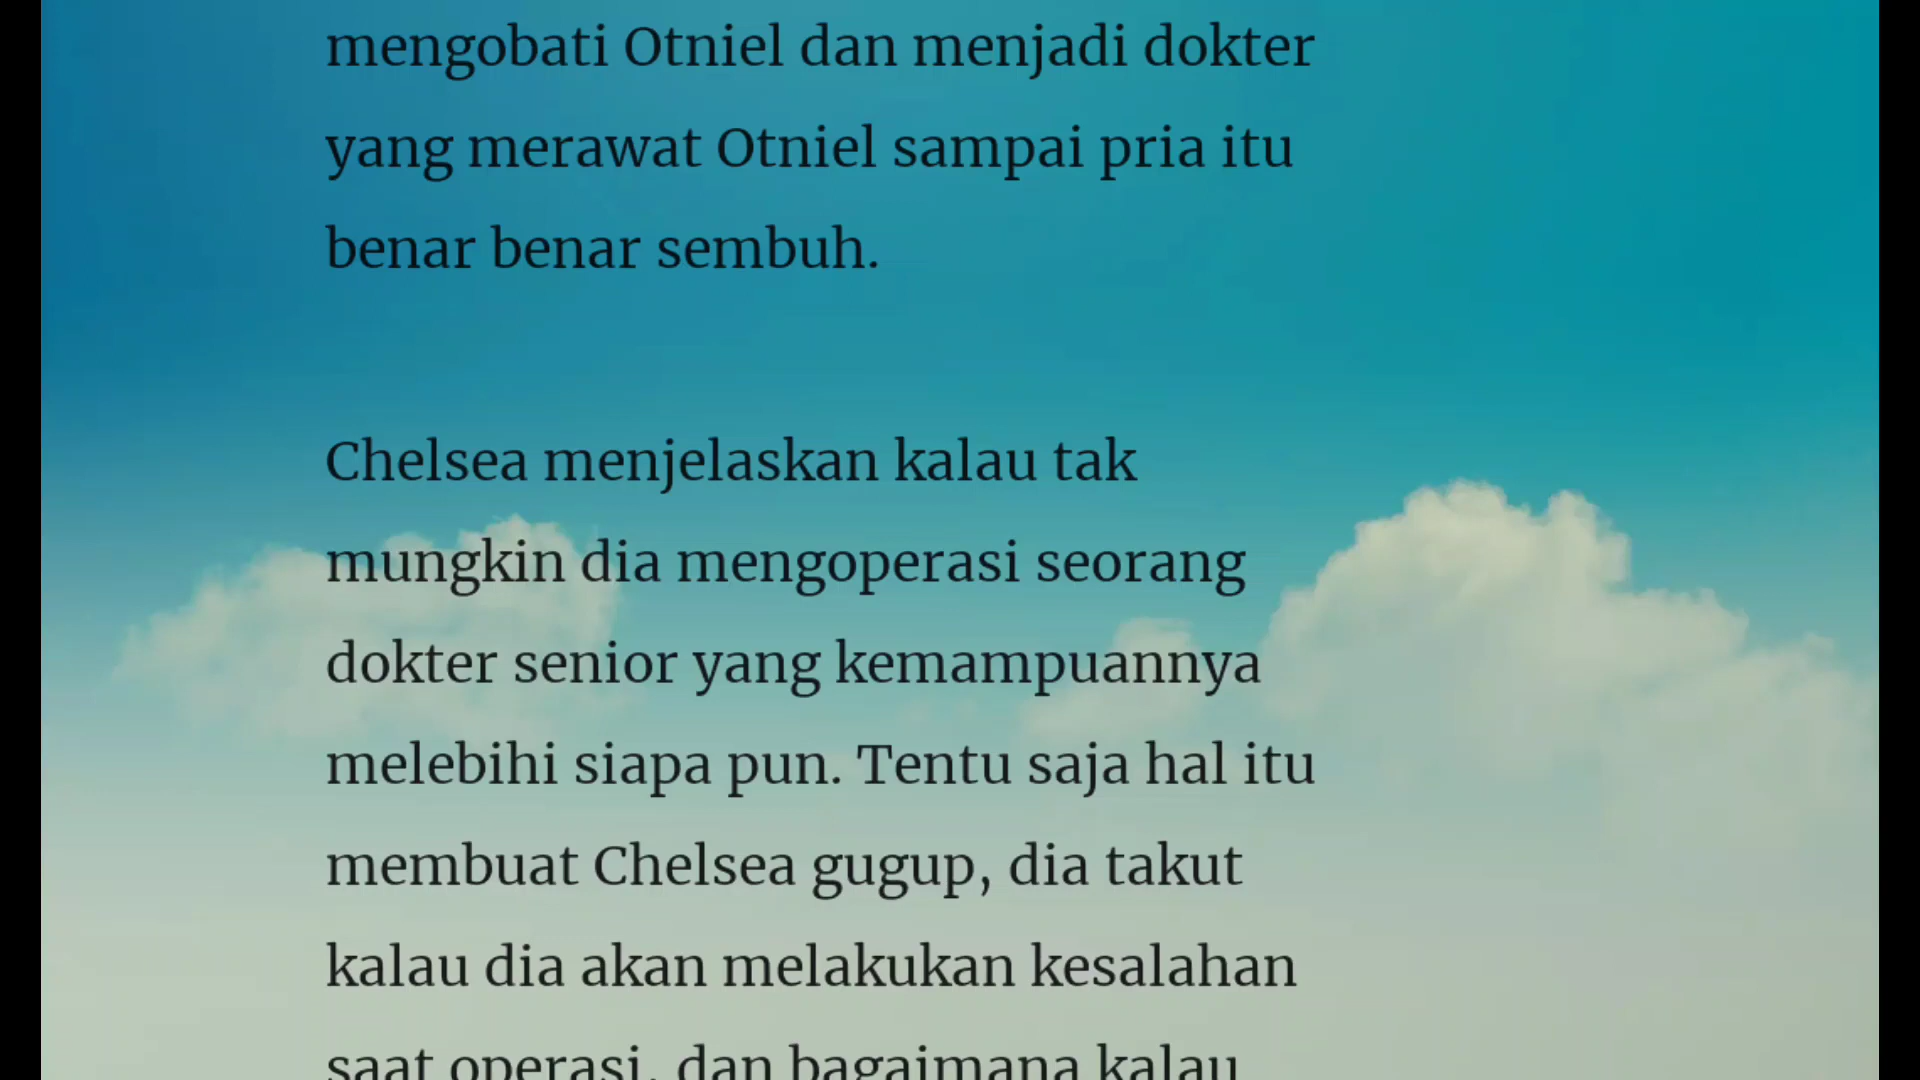 mengobati Otniel dan menjadi dokter
yang merawat Otniel sampai pria itu
benar benar sembuh.
Chelsea menjelaskan kalau tak
mungkin dia mengoperasi seorang
dokter senior yang kemampuannya
melebihi siapa pun. Tentu saja hal itu
membuat Chelsea gugup, dia takut
kalau dia akan melakukan kesalahan
saat operasi, dan bagaimana kalau